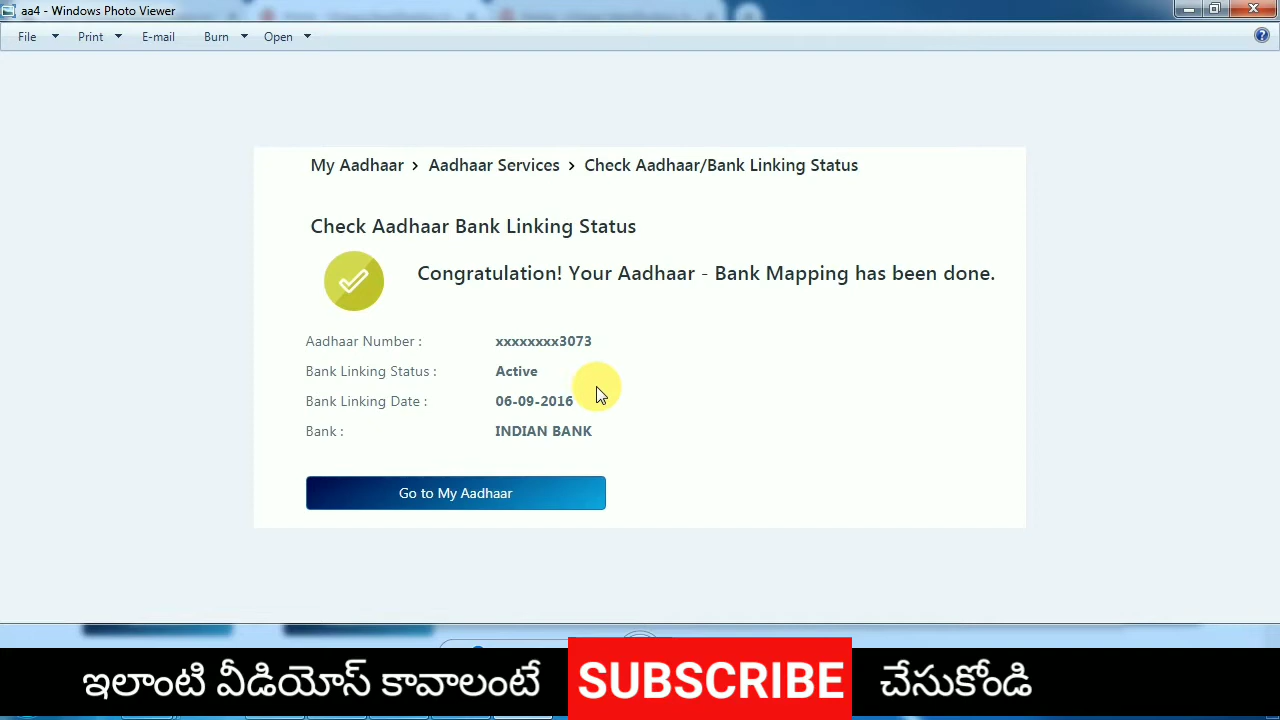 aa4 - Windows Photo Viewer
File Print E-mail Burn Open
My Aadhaar > Aadhaar Services > Check Aadhaar/Bank Linking Status
Check Aadhaar Bank Linking Status
Congratulation! Your Aadhaar - Bank Mapping has been done.
Aadhaar Number : xxxxxxxx3073
Bank Linking Status : Active
Bank Linking Date : 06-09-2016
Bank : INDIAN BANK
Go to My Aadhaar
ఇలాంటి వీడియోస్ కావాలంటే SUBSCRIBE చేసుకోండి